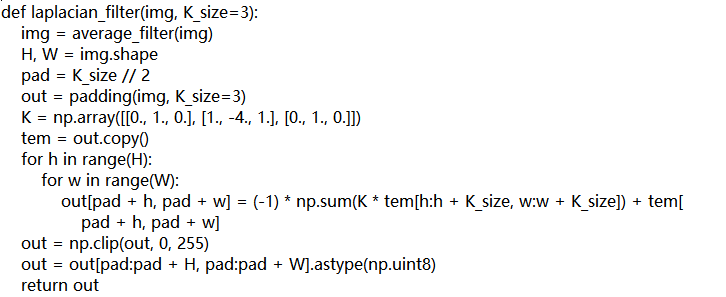 def laplacian_filter(img, K_size=3):
    img = average_filter(img)
    H, W = img.shape
    pad = K_size // 2
    out = padding(img, K_size=3)
    K = np.array([[0., 1., 0.], [1., -4., 1.], [0., 1., 0.]])
    tem = out.copy()
    for h in range(H):
        for w in range(W):
            out[pad + h, pad + w] = (-1) * np.sum(K * tem[h:h + K_size, w:w + K_size]) + tem[
                pad + h, pad + w]
    out = np.clip(out, 0, 255)
    out = out[pad:pad + H, pad:pad + W].astype(np.uint8)
    return out